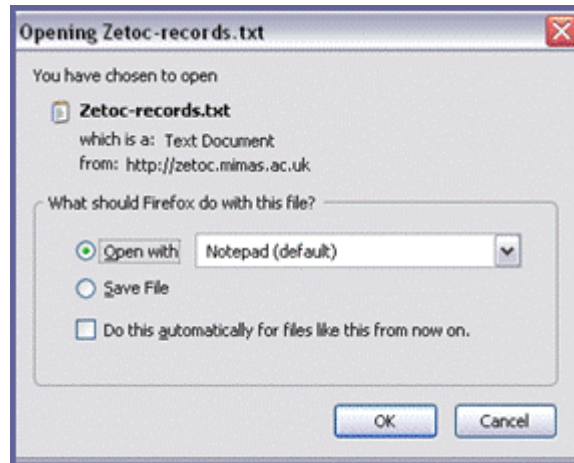 Opening Zetoc-records.txt
You have chosen to open
Zetoc-records.txt
which is a: Text Document
from: http://zetoc.mimas.ac.uk
What should Firefox do with this file?
Open with Notepad (default)
Save File
Do this automatically for files like this from now on.
OK Cancel